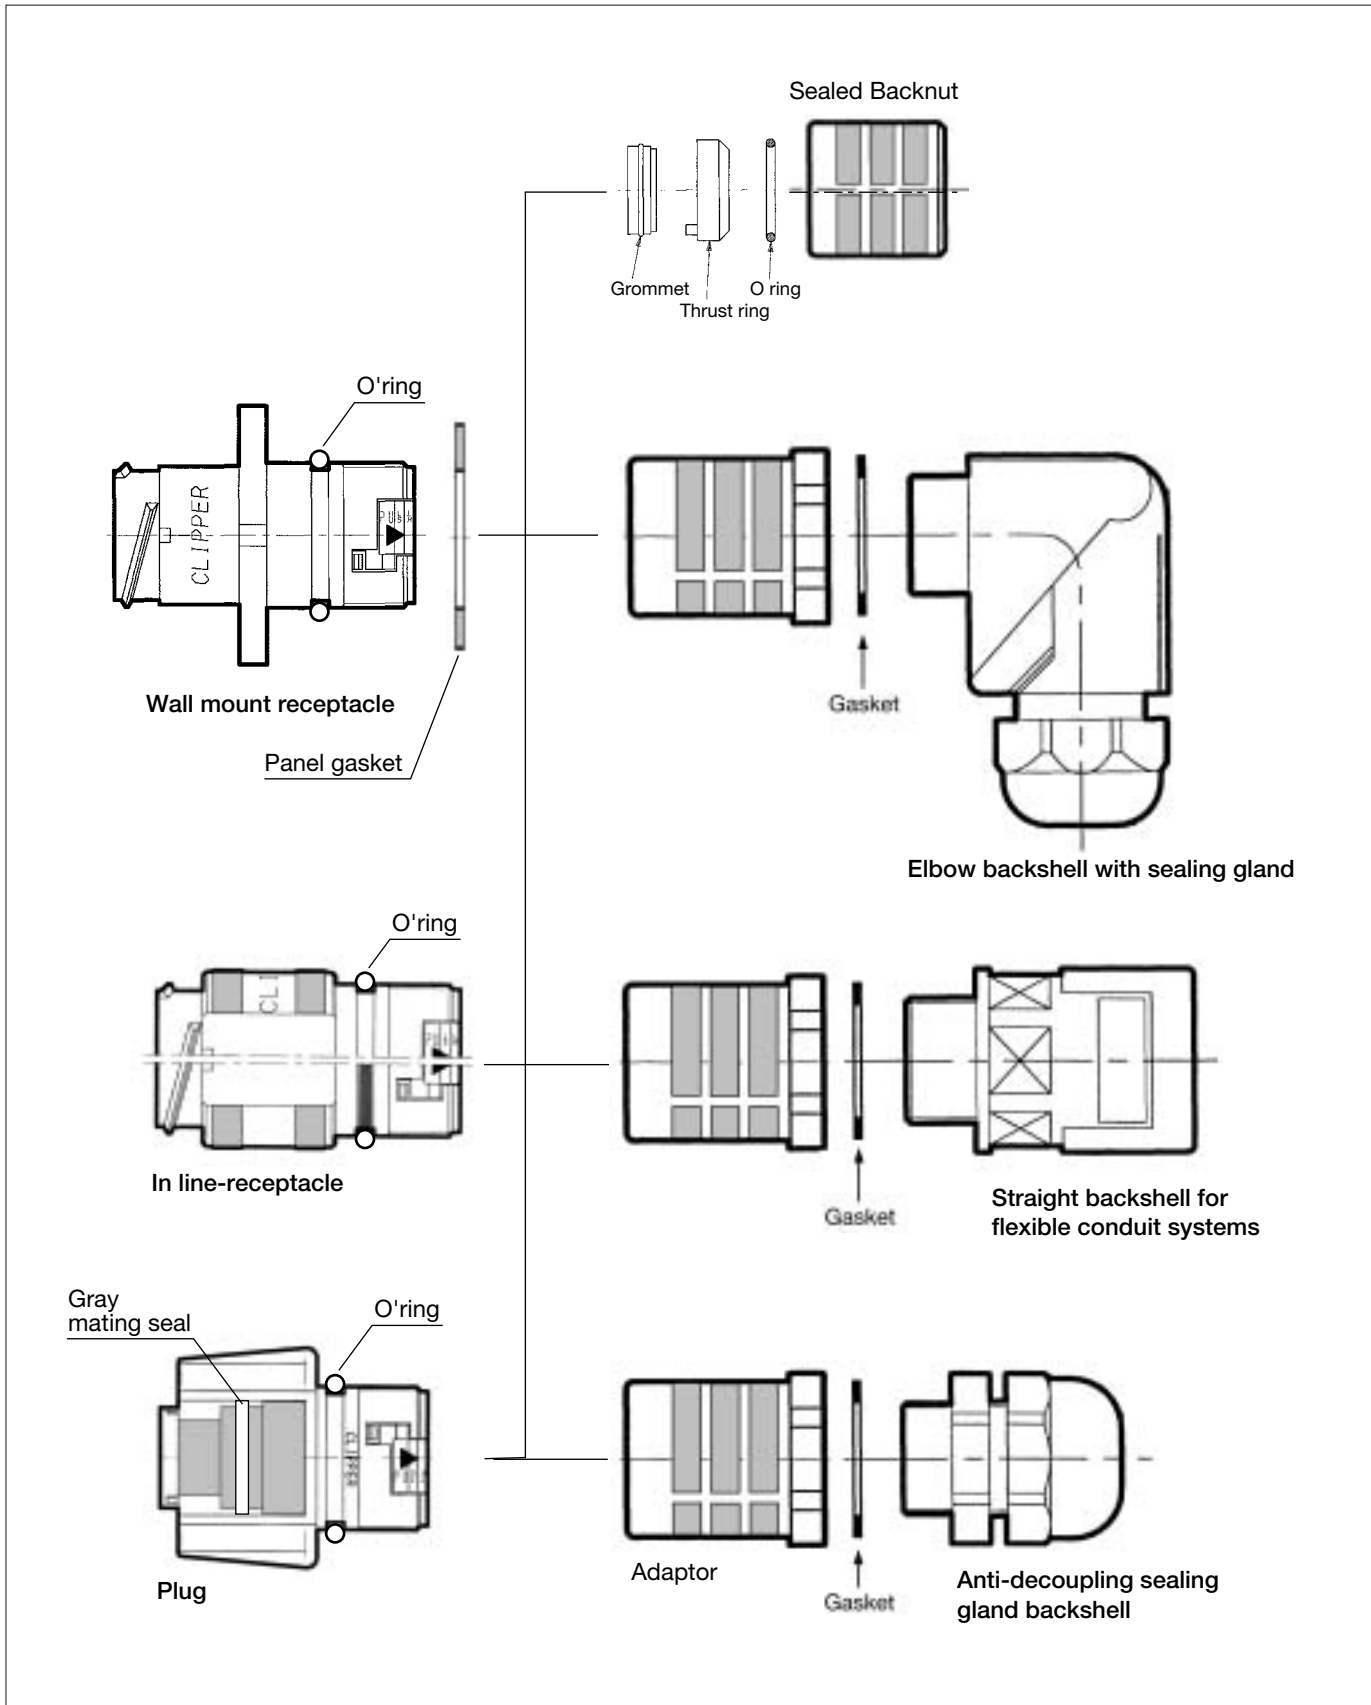 Sealed Backnut
Grommet
O ring
Thrust ring
O'ring
CLIPPER
Wall mount receptacle
Panel gasket
Gasket
Elbow backshell with sealing gland
O'ring
CLI
In line-receptacle
Gasket
Straight backshell for
flexible conduit systems
Gray
mating seal
O'ring
CLIPPER
Plug
Adaptor
Gasket
Anti-decoupling sealing
gland backshell